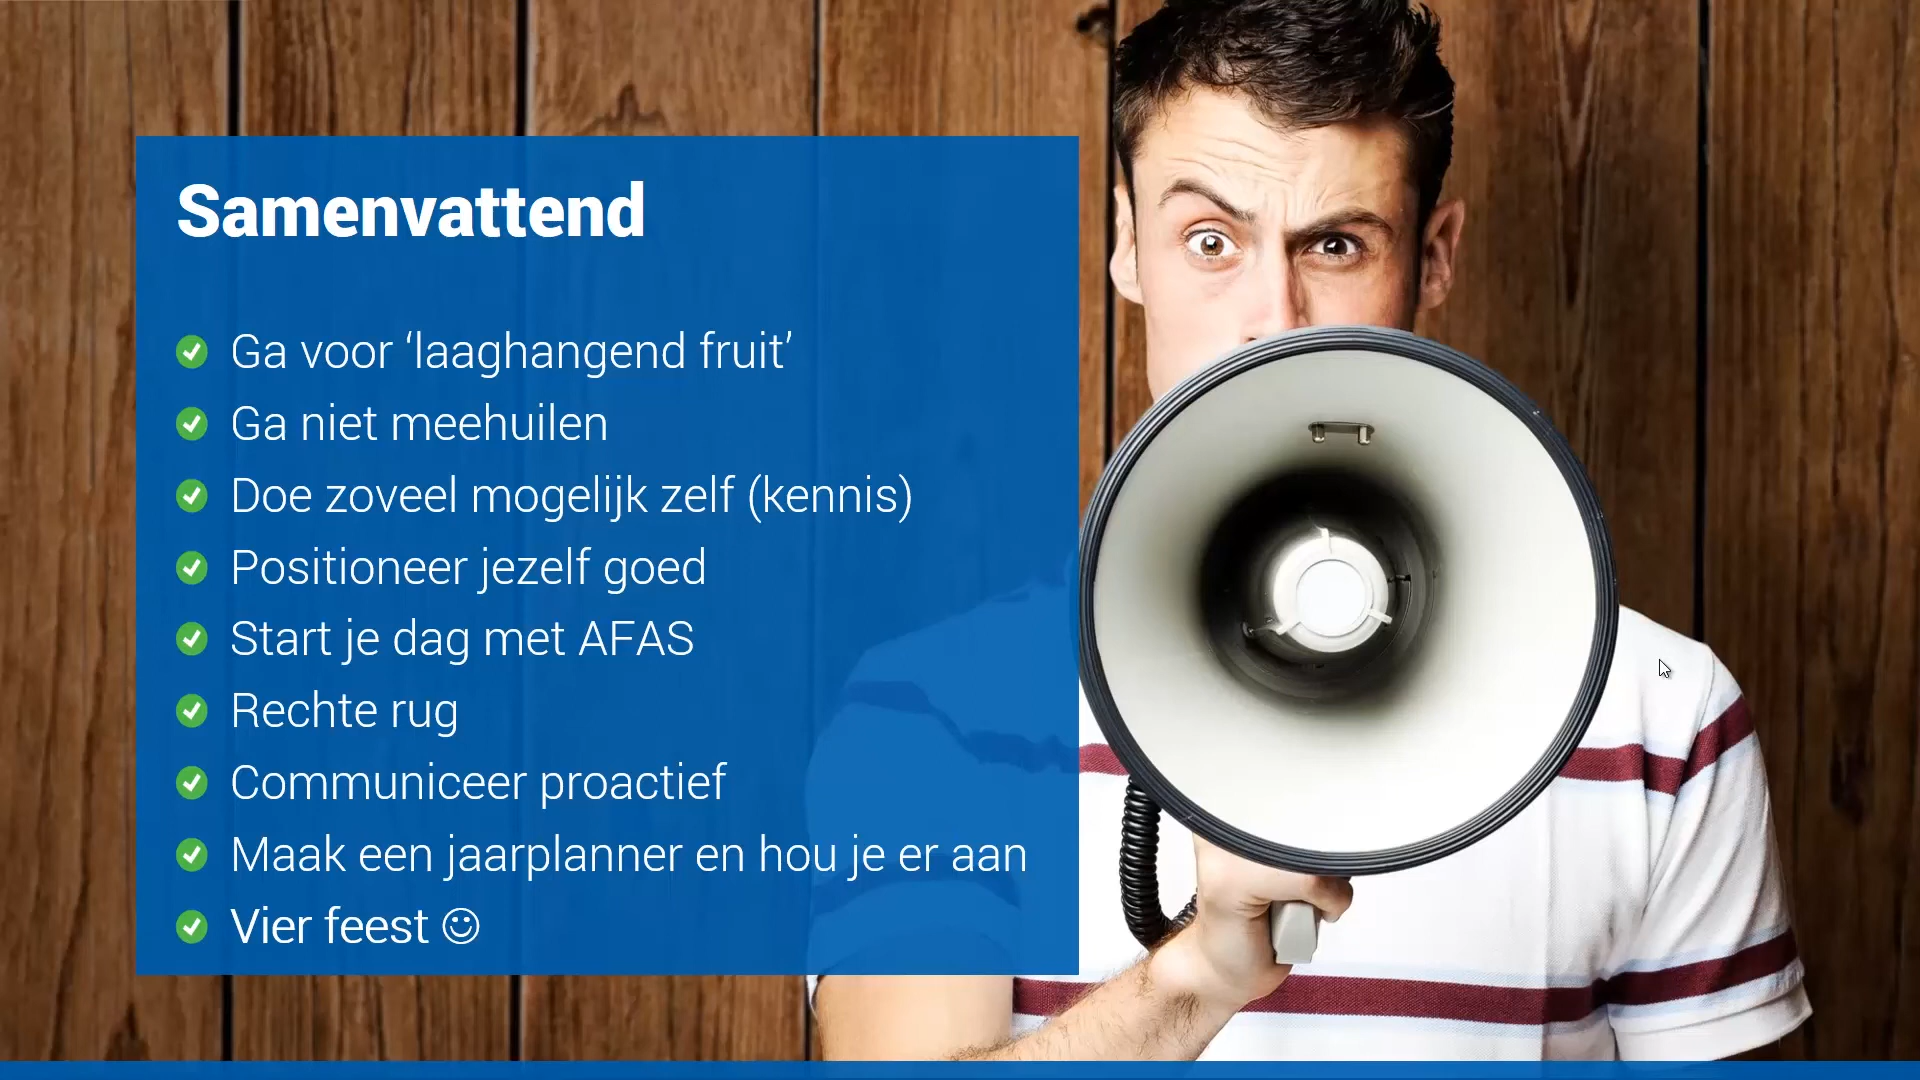 Samenvattend
Ga voor ‘laaghangend fruit’
Ga niet meehuilen
Doe zoveel mogelijk zelf (kennis)
Positioneer jezelf goed
Start je dag met AFAS
Rechte rug
Communiceer proactief
Maak een jaarplanner en hou je er aan
Vier feest ☺